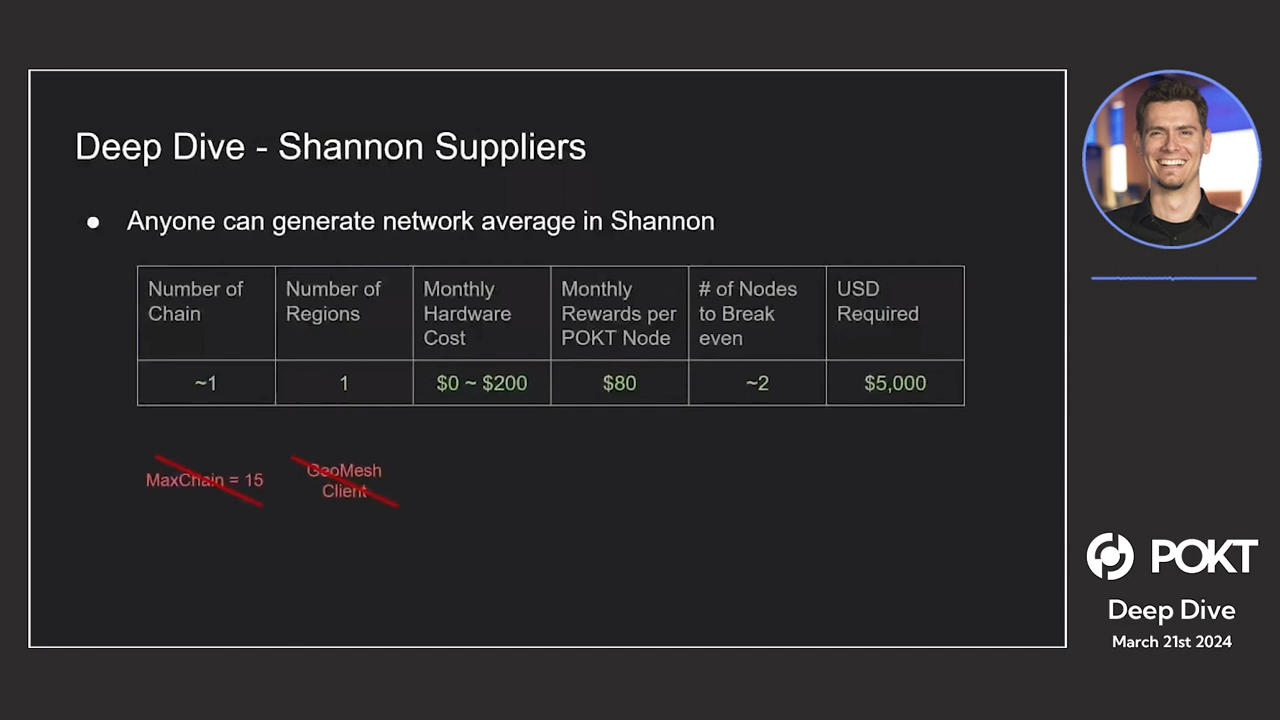 Deep Dive - Shannon Suppliers
● Anyone can generate network average in Shannon
Number of
Chain
Number of
Regions
Monthly
Hardware
Cost
Monthly
Rewards per
POKT Node
# of Nodes
to Break
even
USD
Required
~1
1
$0 ~ $200
$80
~2
$5,000
MaxChain = 15
GeoMesh
Client
POKT
Deep Dive
March 21st 2024